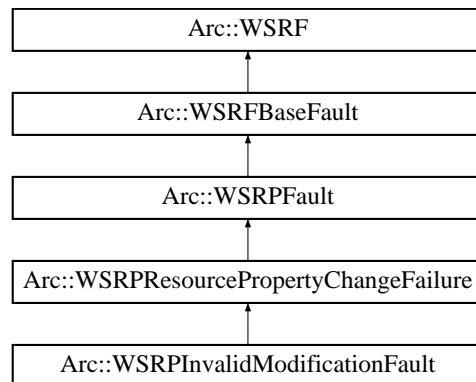 Arc::WSRF
Arc::WSRFBaseFault
Arc::WSRPFault
Arc::WSRPResourcePropertyChangeFailure
Arc::WSRPInvalidModificationFault